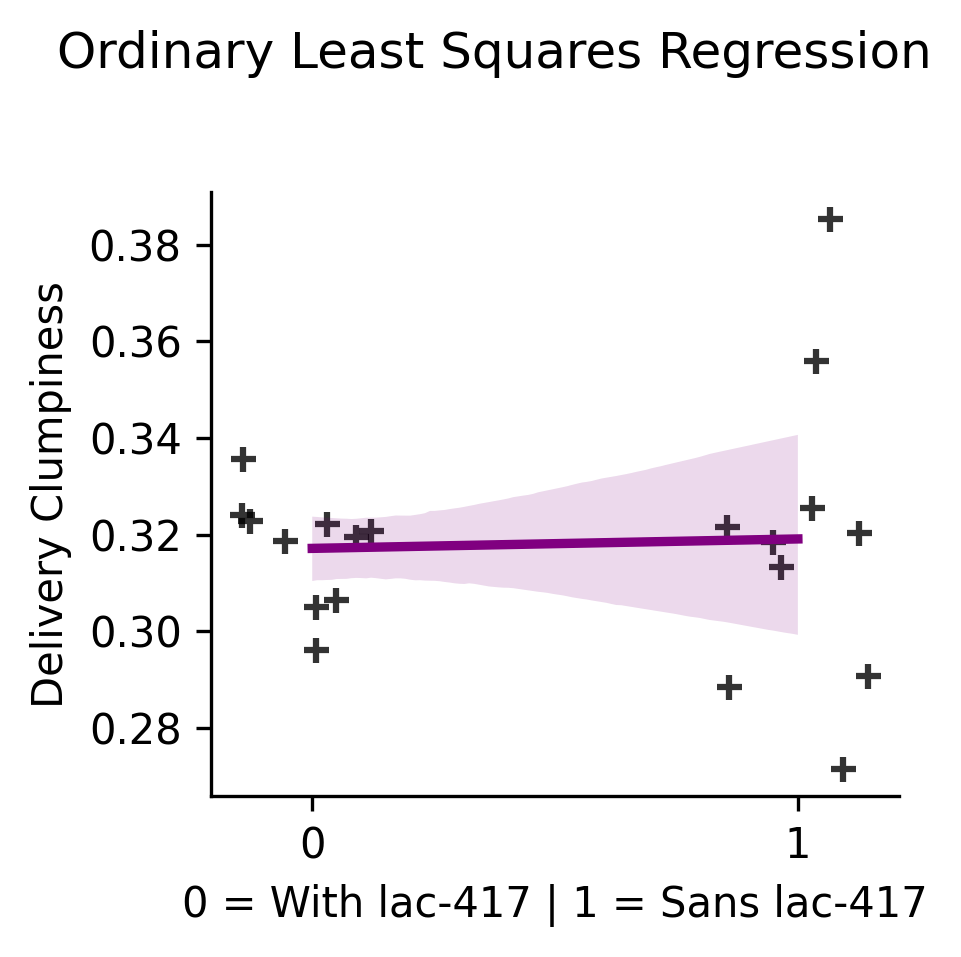 Ordinary Least Squares Regression
Delivery Clumpiness
0.38
0.36
0.34
0.32
0.30
0.28
0 1
0 = With lac-417 | 1 = Sans lac-417